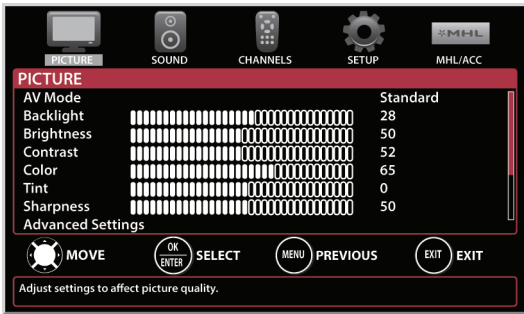 MHL
PICTURE SOUND CHANNELS SETUP MHL/ACC
PICTURE
AV Mode Standard
Backlight 28
Brightness 50
Contrast 52
Color 65
Tint 0
Sharpness 50
Advanced Settings
MOVE OK ENTER SELECT MENU PREVIOUS EXIT EXIT
Adjust settings to affect picture quality.